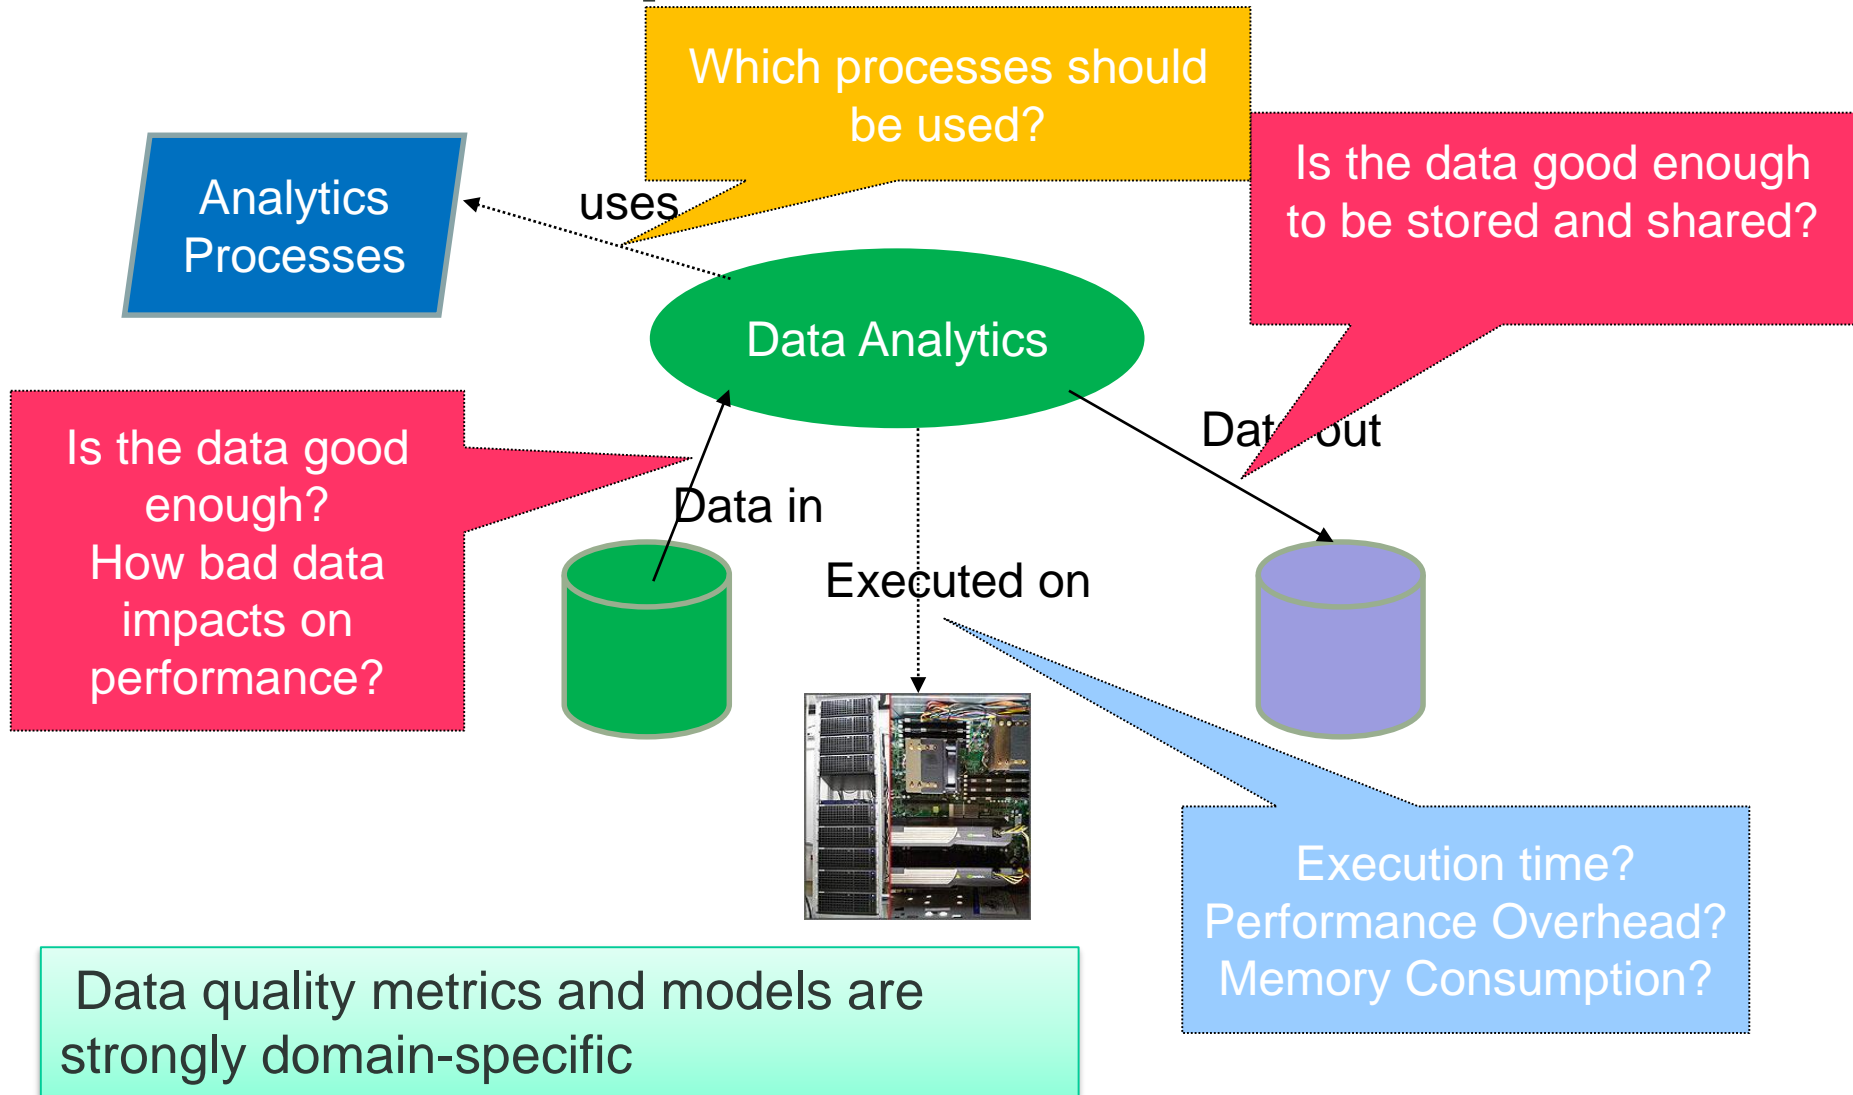 Which processes should
be used?
Is the data good enough
to be stored and shared?
Analytics
Processes
uses
Data Analytics
Is the data good
enough?
How bad data
impacts on
performance?
Data in
Data out
Executed on
Execution time?
Performance Overhead?
Memory Consumption?
Data quality metrics and models are
strongly domain-specific